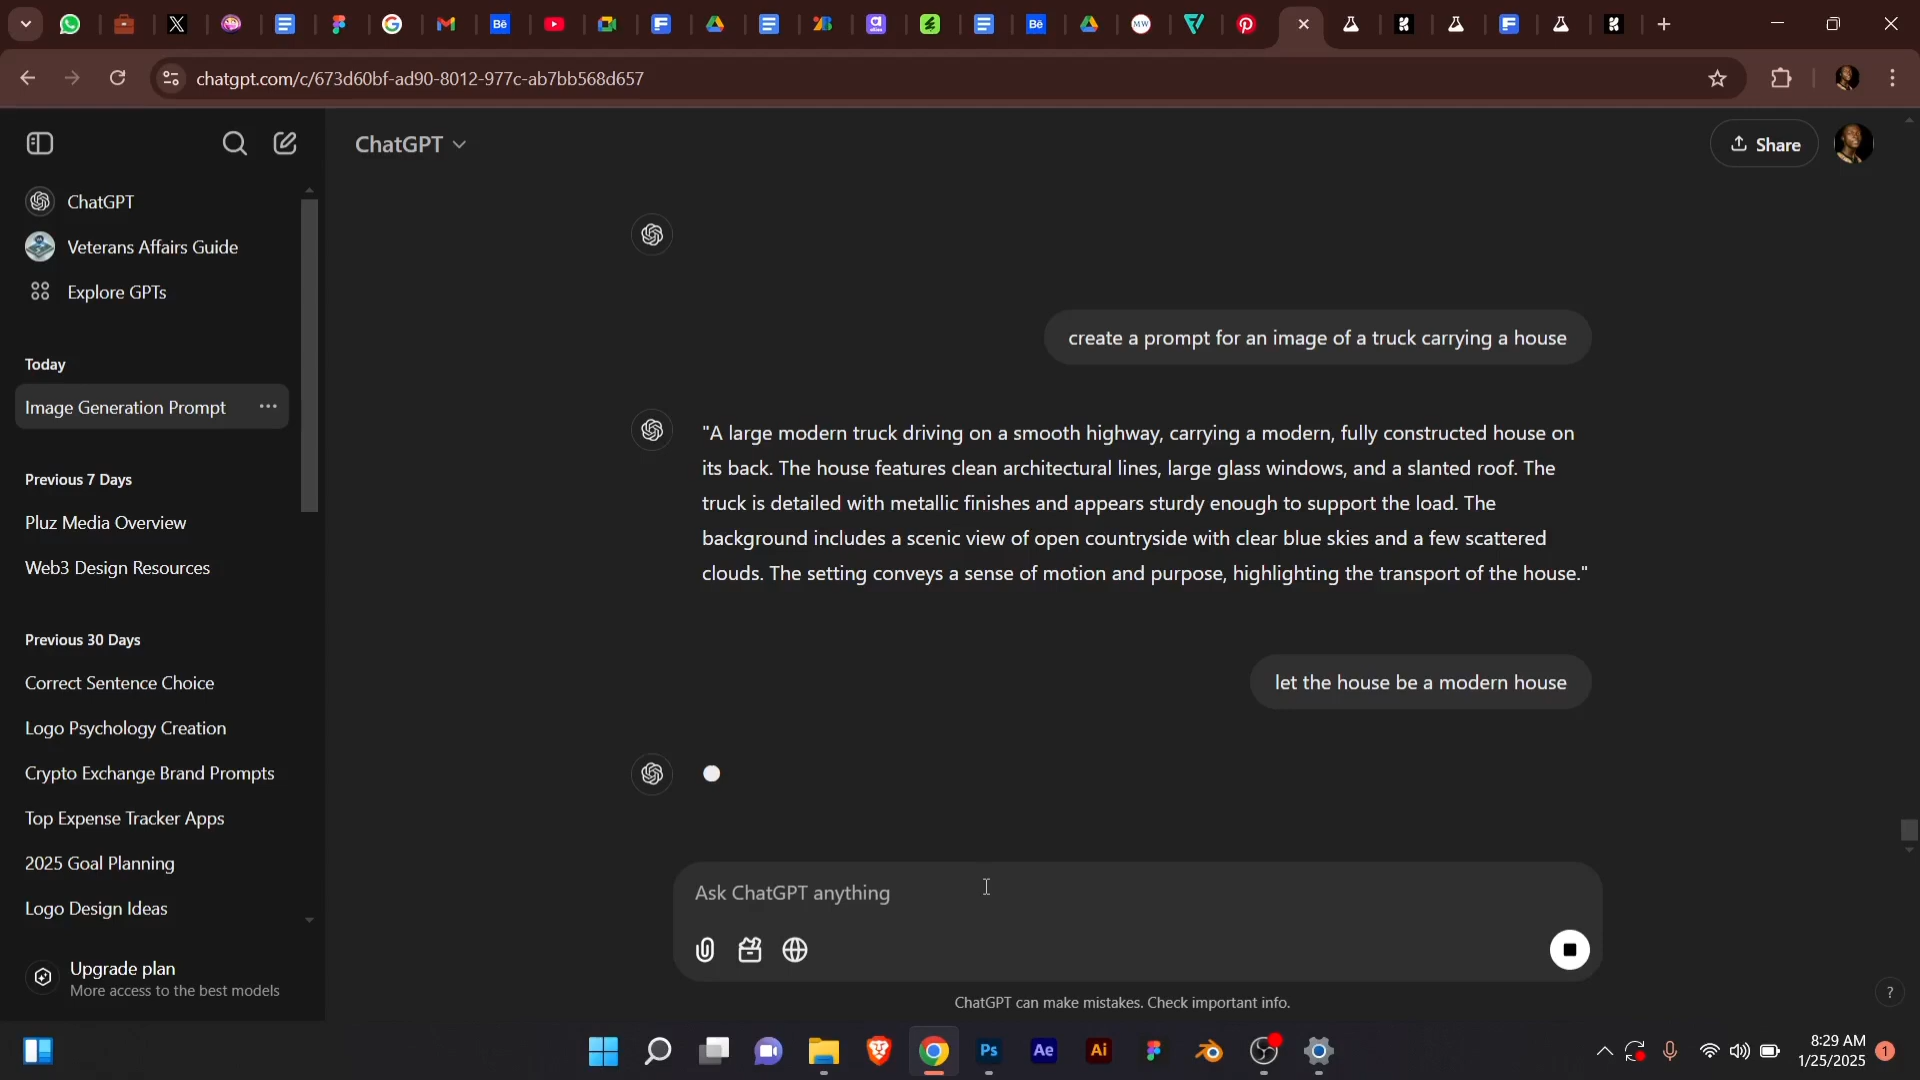 Bē
Bē
MW
chatgpt.com/c/673d60bf-ad90-8012-977c-ab7bb568d657
ChatGPT
Share
ChatGPT
Veterans Affairs Guide
Explore GPTs
Today
Image Generation Prompt
Previous 7 Days
Pluz Media Overview
Web3 Design Resources
Previous 30 Days
Correct Sentence Choice
Logo Psychology Creation
Crypto Exchange Brand Prompts
Top Expense Tracker Apps
2025 Goal Planning
Logo Design Ideas
Upgrade plan
More access to the best models
create a prompt for an image of a truck carrying a house
"A large modern truck driving on a smooth highway, carrying a modern, fully constructed house on
its back. The house features clean architectural lines, large glass windows, and a slanted roof. The
truck is detailed with metallic finishes and appears sturdy enough to support the load. The
background includes a scenic view of open countryside with clear blue skies and a few scattered
clouds. The setting conveys a sense of motion and purpose, highlighting the transport of the house."
let the house be a modern house
Ask ChatGPT anything
ChatGPT can make mistakes. Check important info.
?
Ps
Ae
Ai
8:29 AM
1/25/2025
1